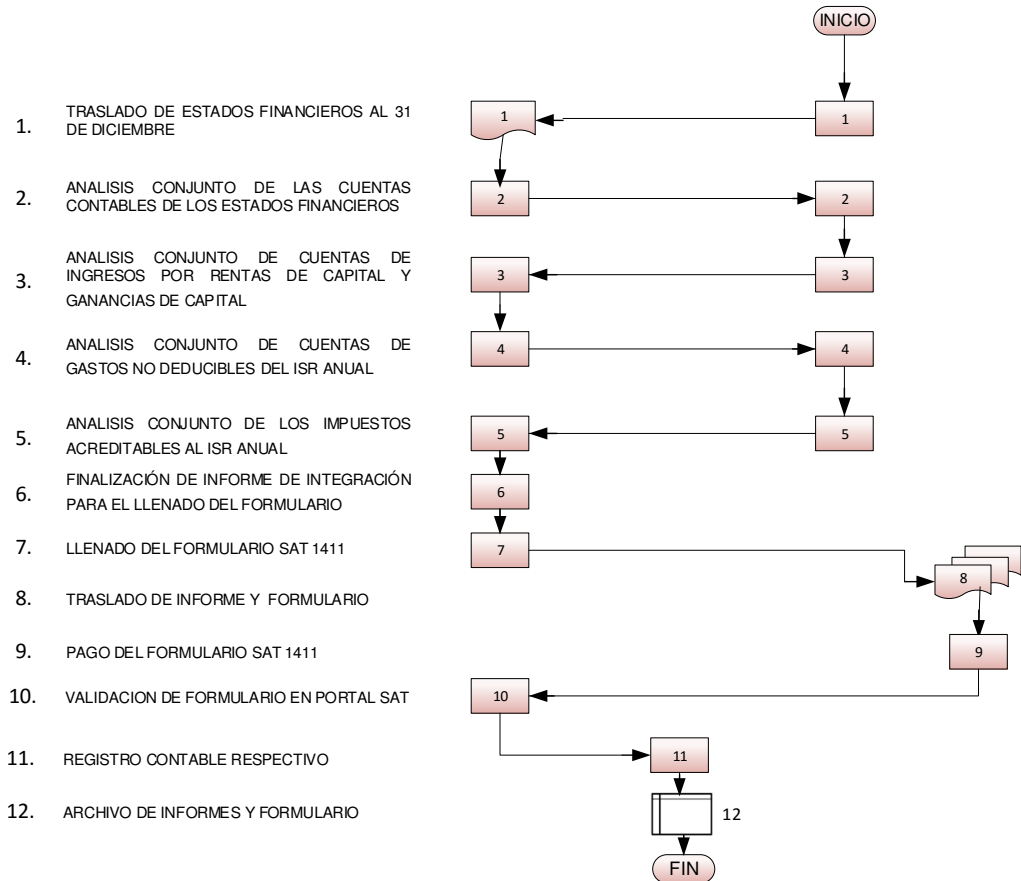 INICIO
1. TRASLADO DE ESTADOS FINANCIEROS AL 31
DE DICIEMBRE
1
1
2. ANALISIS CONJUNTO DE LAS CUENTAS
CONTABLES DE LOS ESTADOS FINANCIEROS
2
2
3. ANALISIS CONJUNTO DE CUENTAS DE
INGRESOS POR RENTAS DE CAPITAL Y
GANANCIAS DE CAPITAL
3
3
4. ANALISIS CONJUNTO DE CUENTAS DE
GASTOS NO DEDUCIBLES DEL ISR ANUAL
4
4
5. ANALISIS CONJUNTO DE LOS IMPUESTOS
ACREDITABLES AL ISR ANUAL
5
5
6. FINALIZACIÓN DE INFORME DE INTEGRACIÓN
PARA EL LLENADO DEL FORMULARIO
6
7. LLENADO DEL FORMULARIO SAT 1411
7
8. TRASLADO DE INFORME Y FORMULARIO
8
9. PAGO DEL FORMULARIO SAT 1411
9
10. VALIDACION DE FORMULARIO EN PORTAL SAT
10
11. REGISTRO CONTABLE RESPECTIVO
11
12. ARCHIVO DE INFORMES Y FORMULARIO
12
FIN